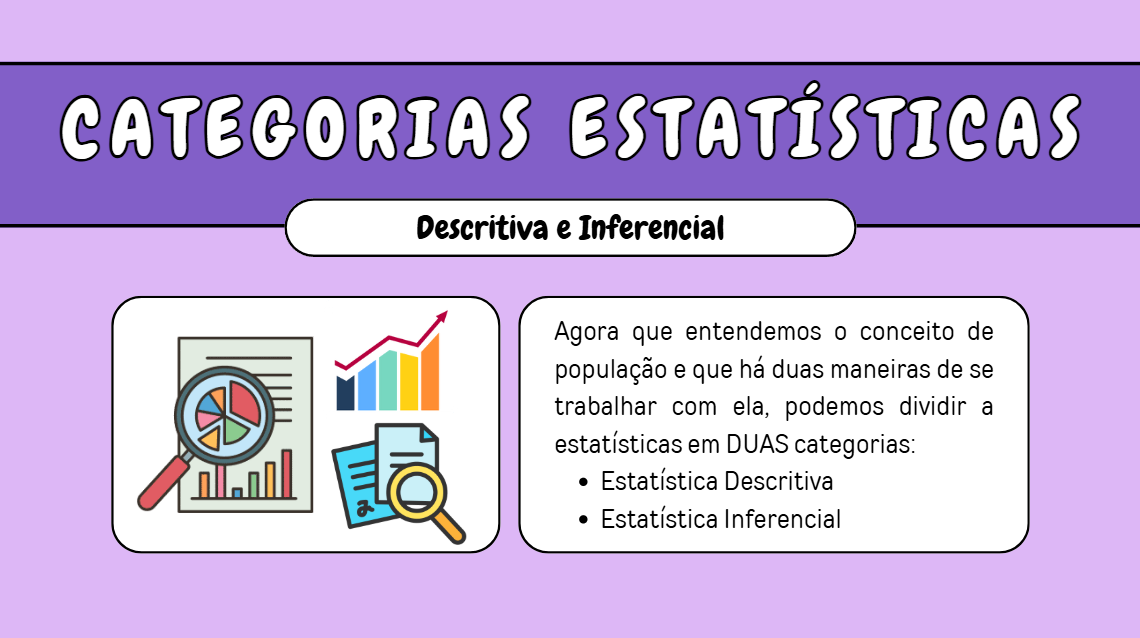 CATEGORIAS ESTATÍSTICAS
Descritiva e Inferencial
Agora que entendemos o conceito de
população e que há duas maneiras de se
trabalhar com ela, podemos dividir a
estatísticas em DUAS categorias:
• Estatística Descritiva
• Estatística Inferencial